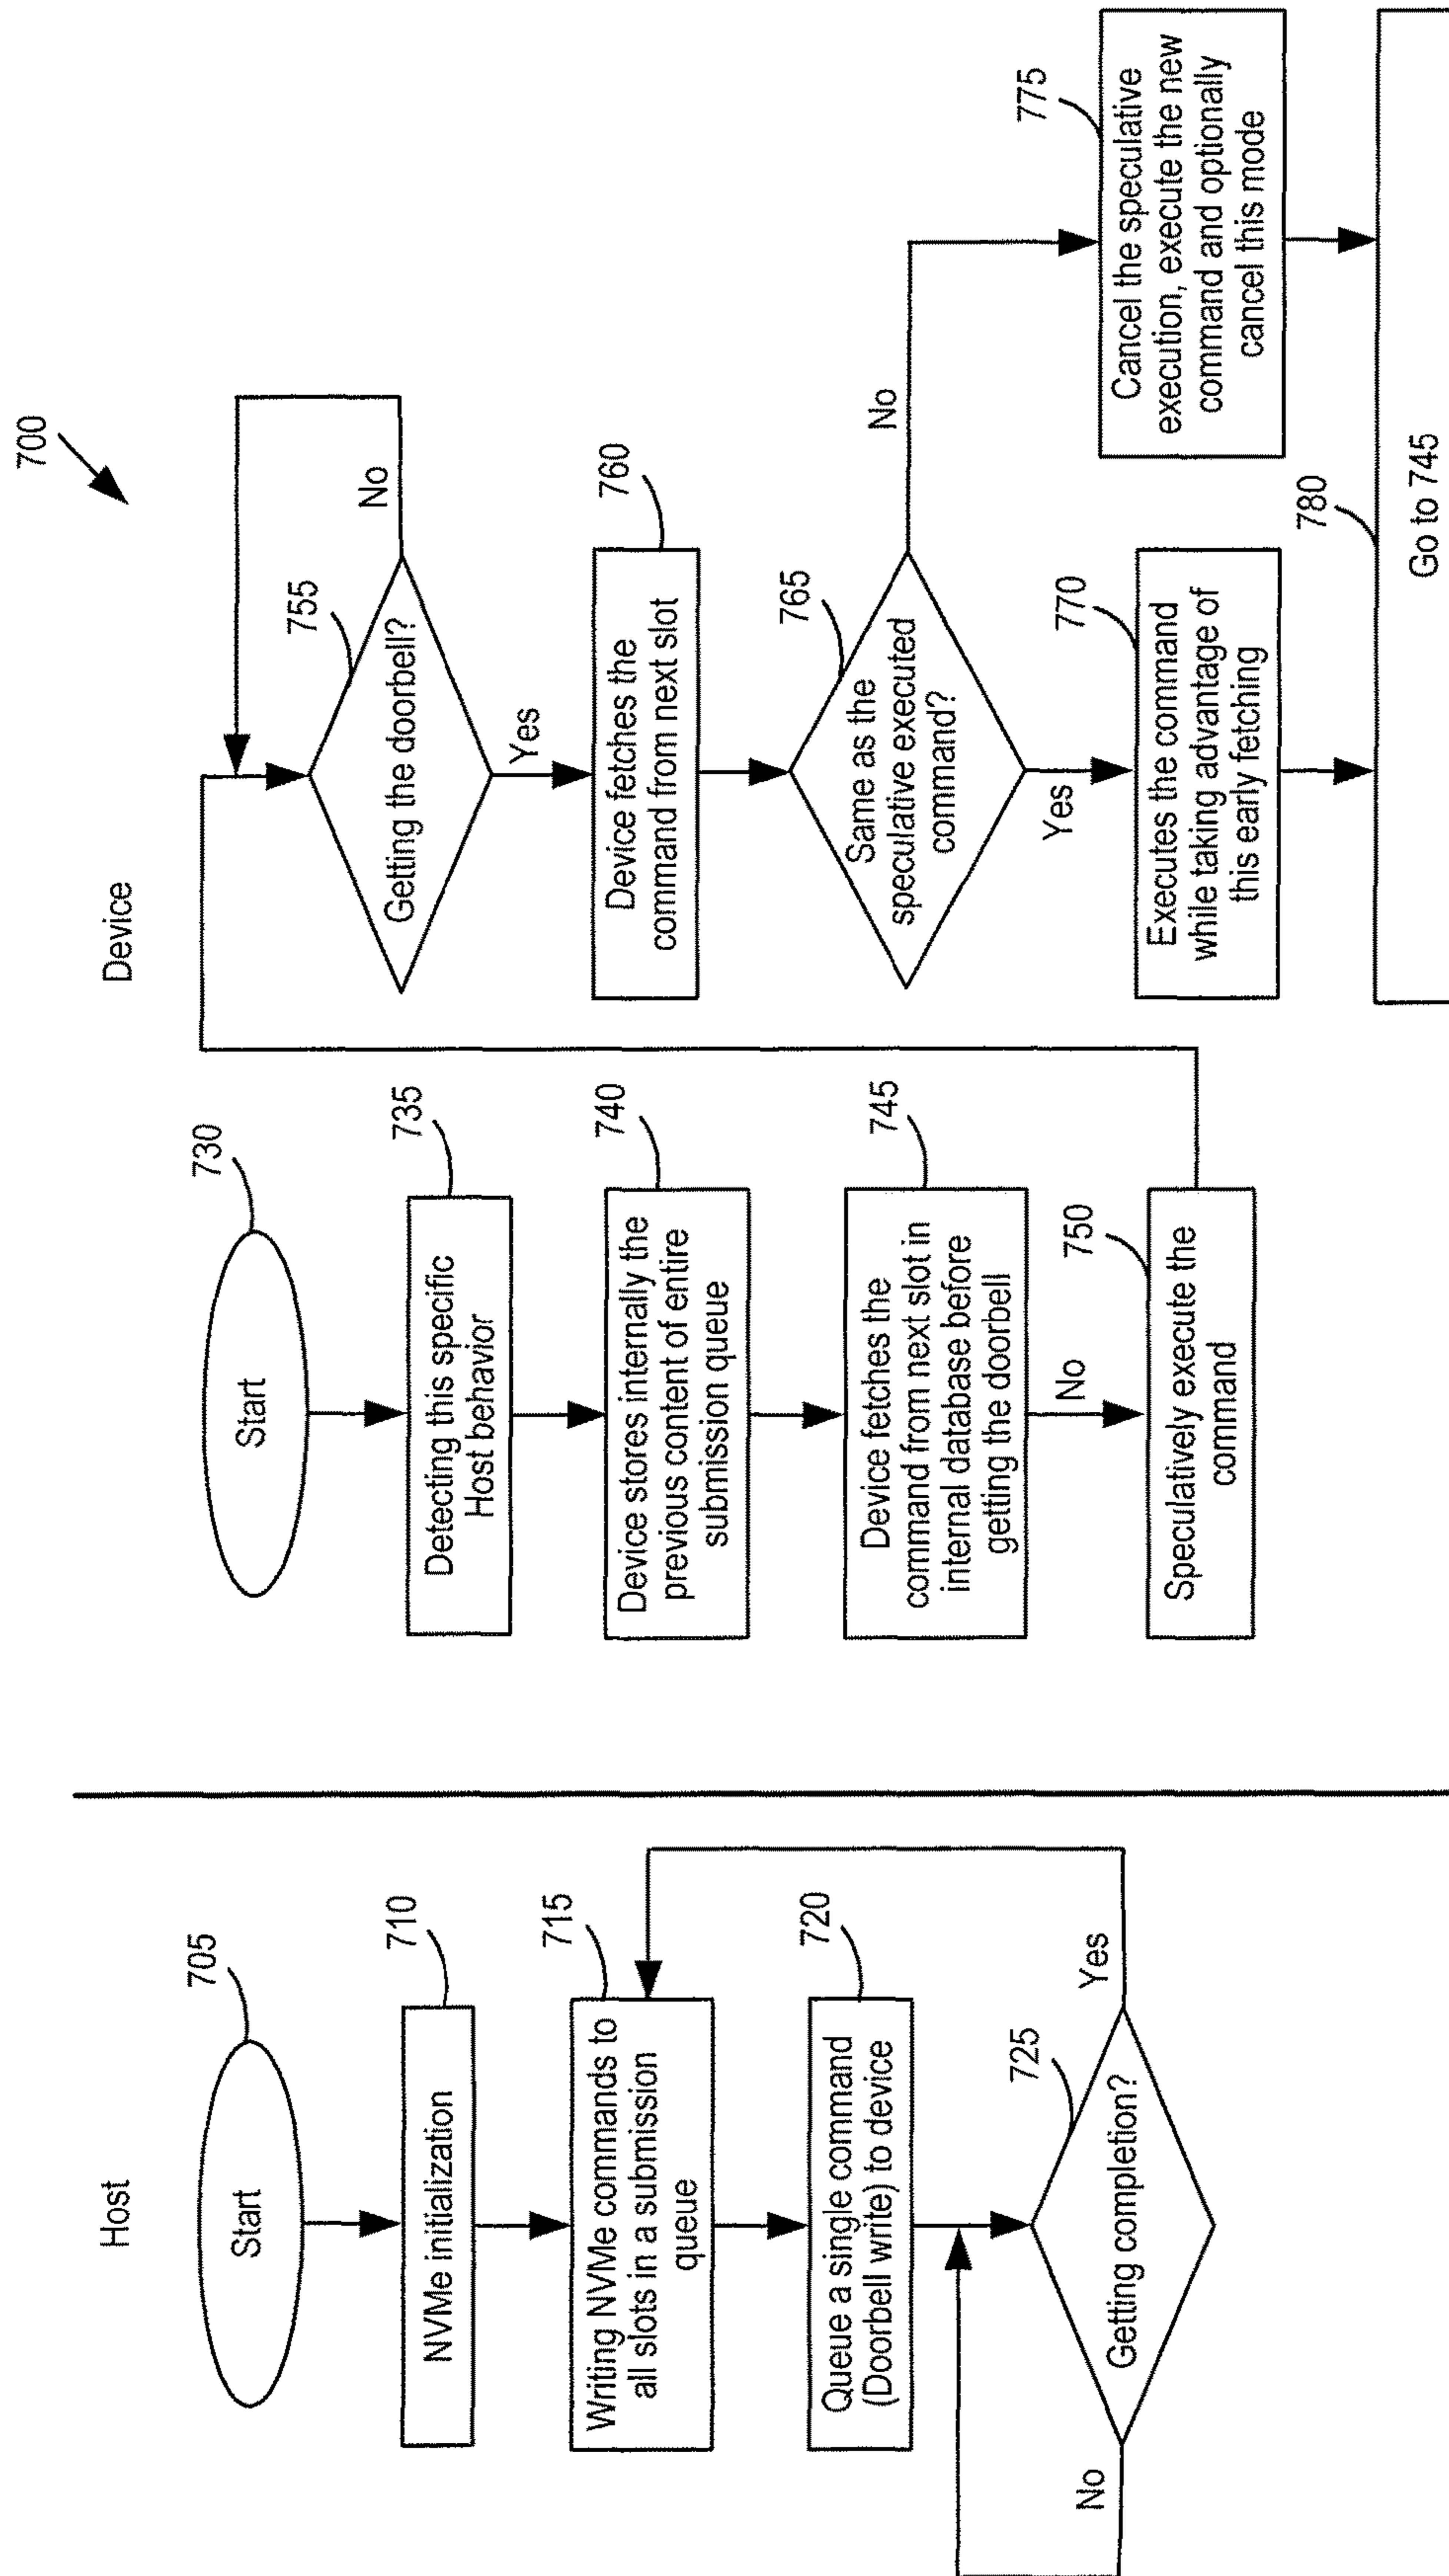 700
Host
Device
705
Start
710
NVMe initialization
715
Writing NVMe commands to
all slots in a submission
queue
720
Queue a single command
(Doorbell write) to device
725
Getting completion?
Yes
No
730
Start
735
Detecting this specific
Host behavior
740
Device stores internally the
previous content of entire
submission queue
745
Device fetches the
command from next slot in
internal database before
getting the doorbell
No
750
Speculatively execute the
command
755
Getting the doorbell?
No
Yes
760
Device fetches the
command from next slot
765
Same as the
speculative executed
command?
No
Yes
770
Executes the command
while taking advantage of
this early fetching
775
Cancel the speculative
execution, execute the new
command and optionally
cancel this mode
780
Go to 745